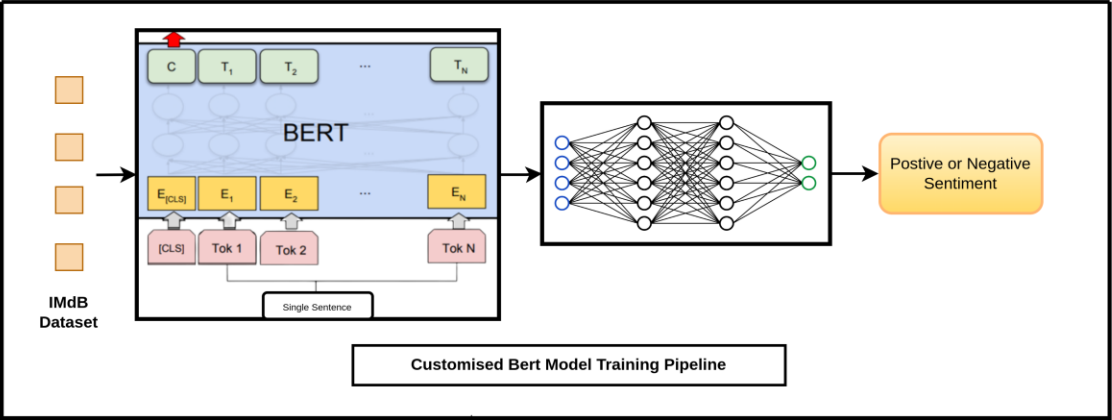 C T1 T2 ... TN
...
BERT
...
E[CLS] E1 E2 ... EN
[CLS] Tok 1 Tok 2 Tok N
Single Sentence
IMdB
Dataset
Postive or Negative
Sentiment
Customised Bert Model Training Pipeline